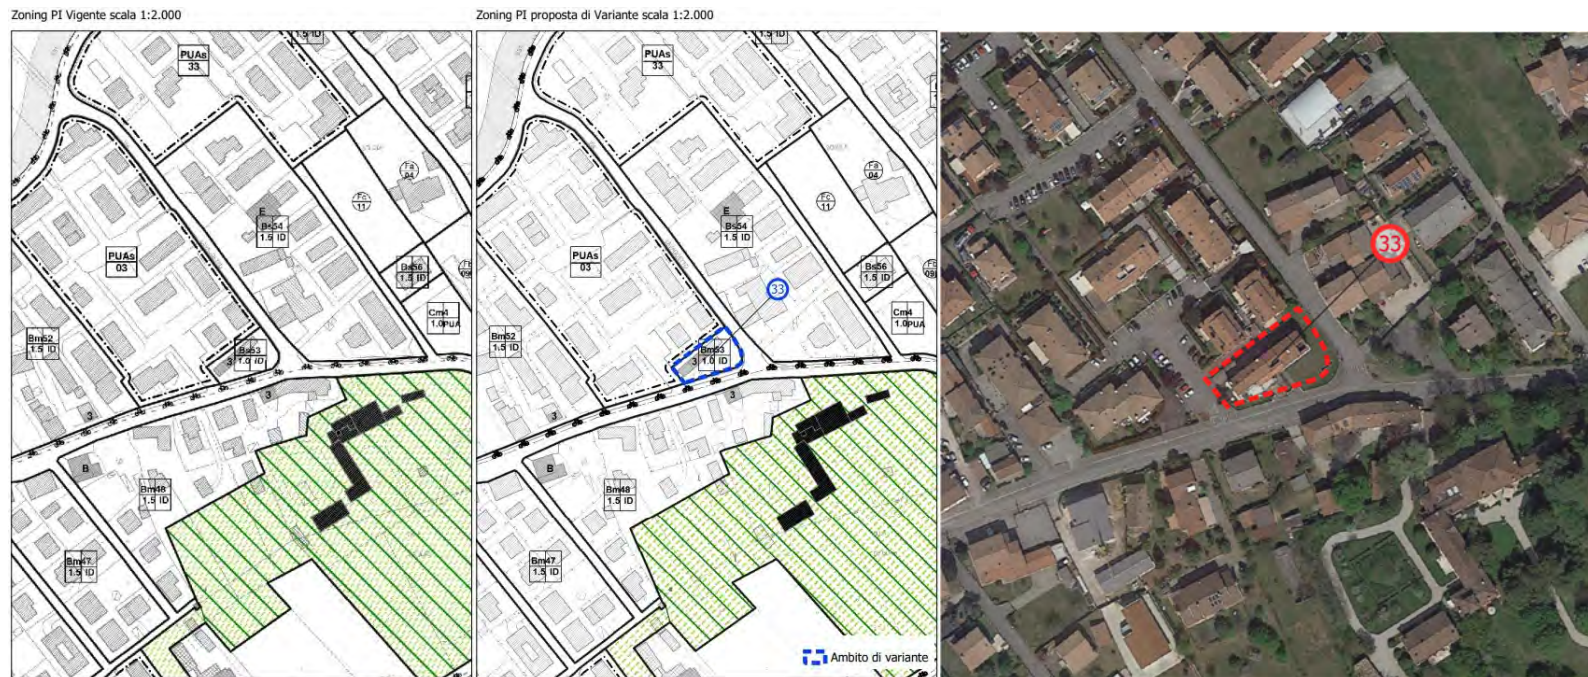 Zoning PI Vigente scala 1:2.000
PUAs
33
1.5 ID
E
Bs54
1.5 ID
Fa
04
Fc
11
PUAs
03
Bs56
1.5 ID
Cm4
1.0 PUA
Bm52
1.5 ID
Bs53
1.0 ID
3
3
3
B
Bm48
1.5 ID
Bm47
1.5 ID
Zoning PI proposta di Variante scala 1:2.000
PUAs
33
1.5 ID
E
Bs54
1.5 ID
Fa
04
Fc
11
PUAs
03
33
Bs56
1.5 ID
Cm4
1.0 PUA
Bm52
1.5 ID
Bm53
1.0 ID
3
3
3
B
Bm48
1.5 ID
Bm47
1.5 ID
Ambito di variante
33